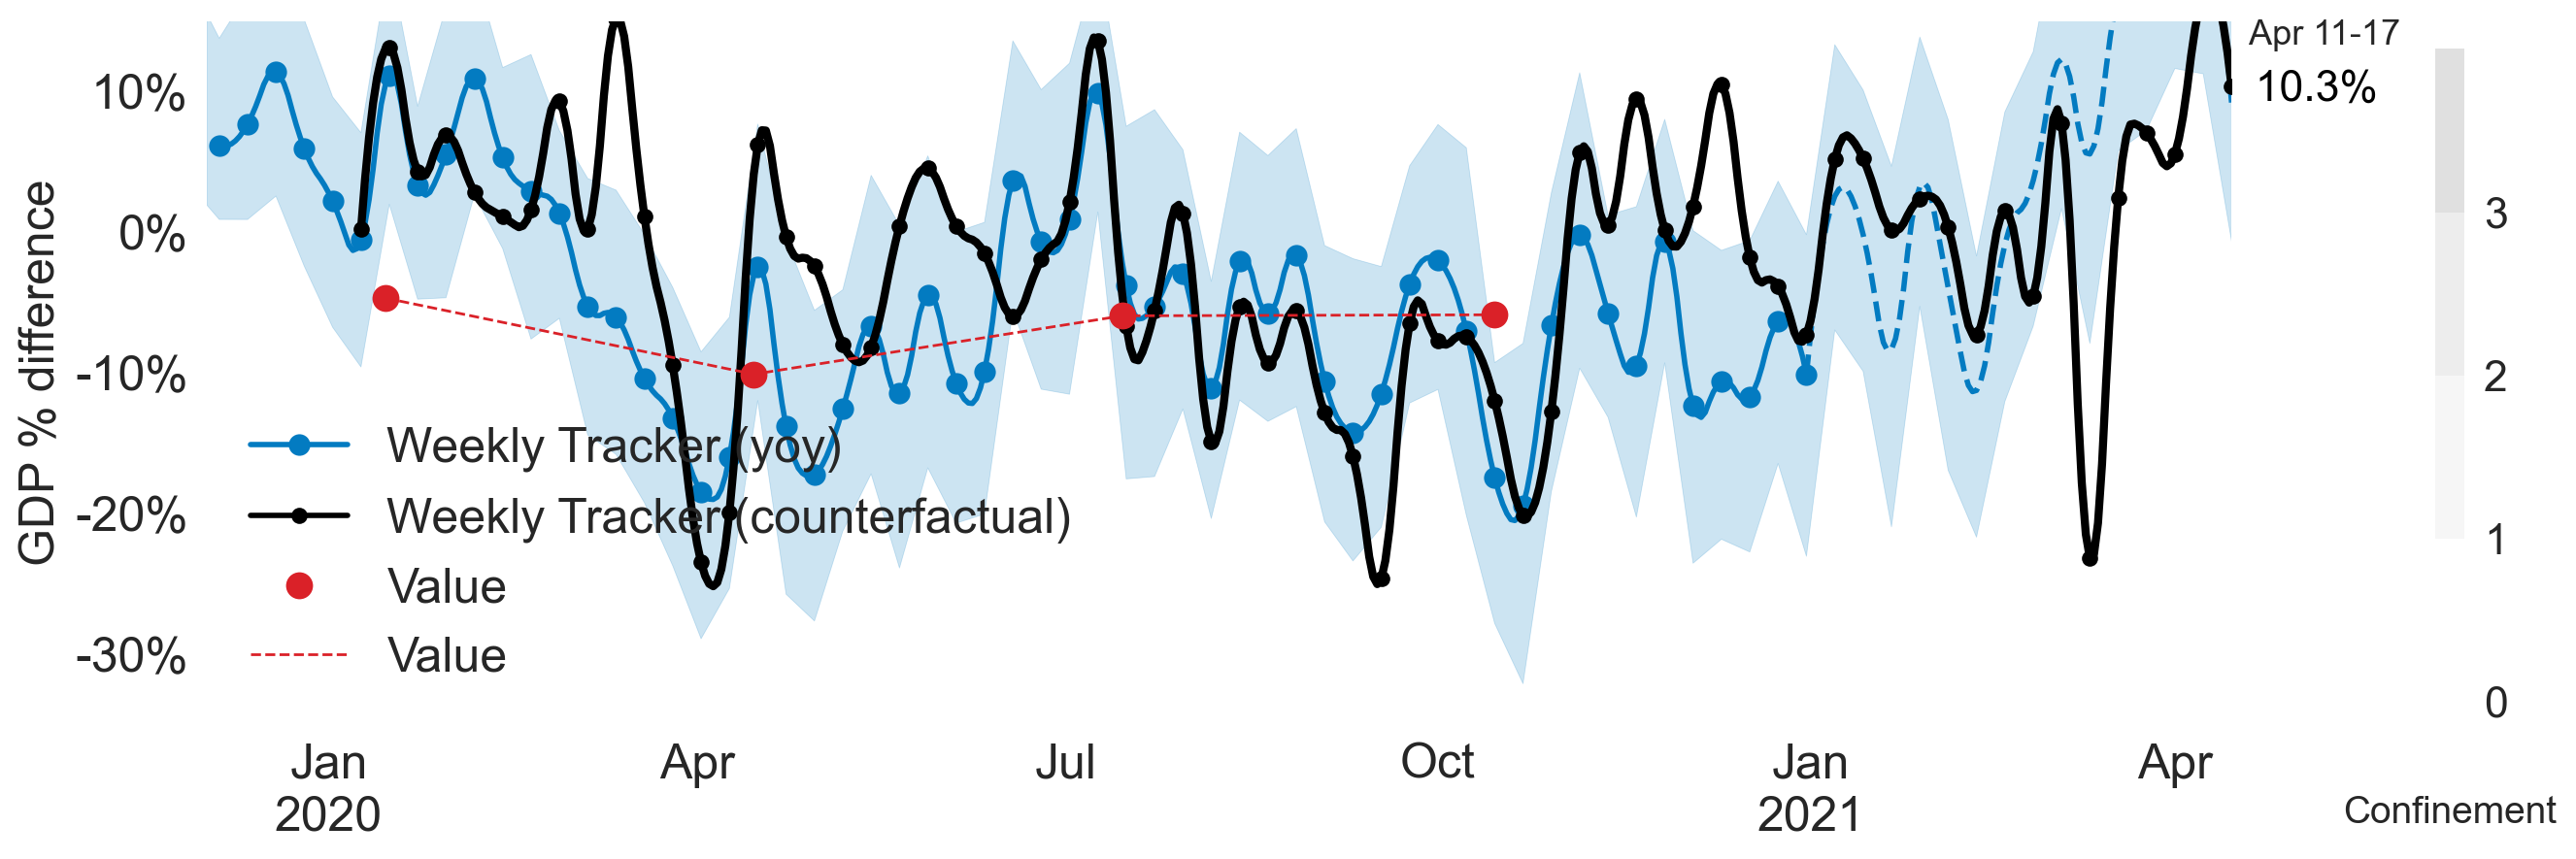 Apr 11-17
10.3%
10%
0%
-10%
-20%
-30%
GDP % difference
Weekly Tracker (yoy)
Weekly Tracker (counterfactual)
Value
Value
3
2
1
0
Jan
2020
Apr
Jul
Oct
Jan
2021
Apr
Confinement